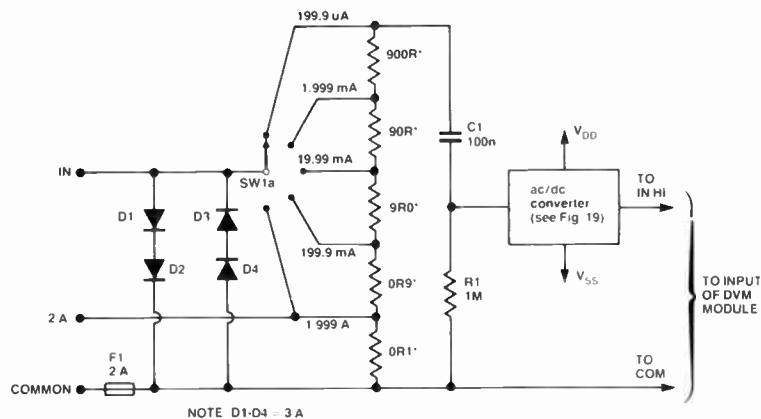 199.9 uA
900R*
1.999 mA
C1
100n
90R*
VDD
IN
SW1a
19.99 mA
ac/dc
converter
(see Fig 19)
TO
IN HI
D1
D3
9R0*
199.9 mA
D2
D4
R1
1M
VSS
TO INPUT
OF DVM
MODULE
0R9*
2 A
1.999 A
F1
2 A
0R1*
TO
COM
COMMON
NOTE D1-D4 = 3 A